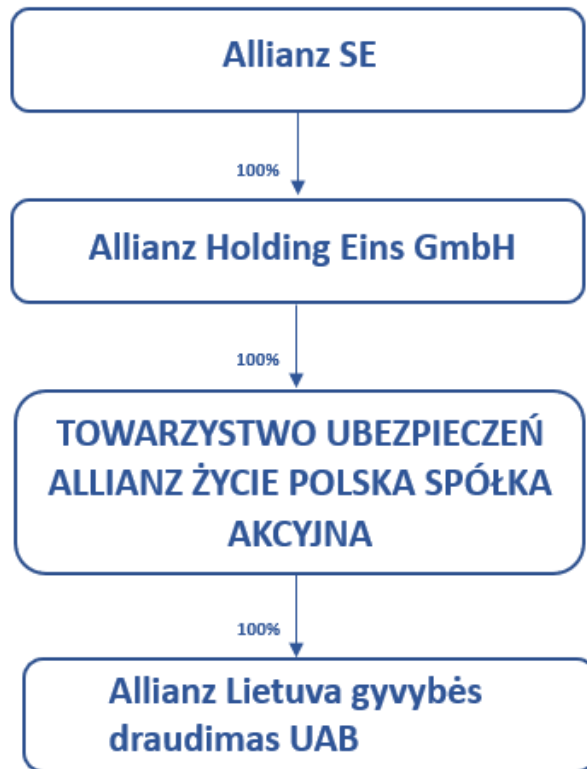 Allianz SE
100%
Allianz Holding Eins GmbH
100%
TOWARZYSTWO UBEZPIECZEŃ
ALLIANZ ŻYCIE POLSKA SPÓŁKA
AKCYJNA
100%
Allianz Lietuva gyvybės
draudimas UAB